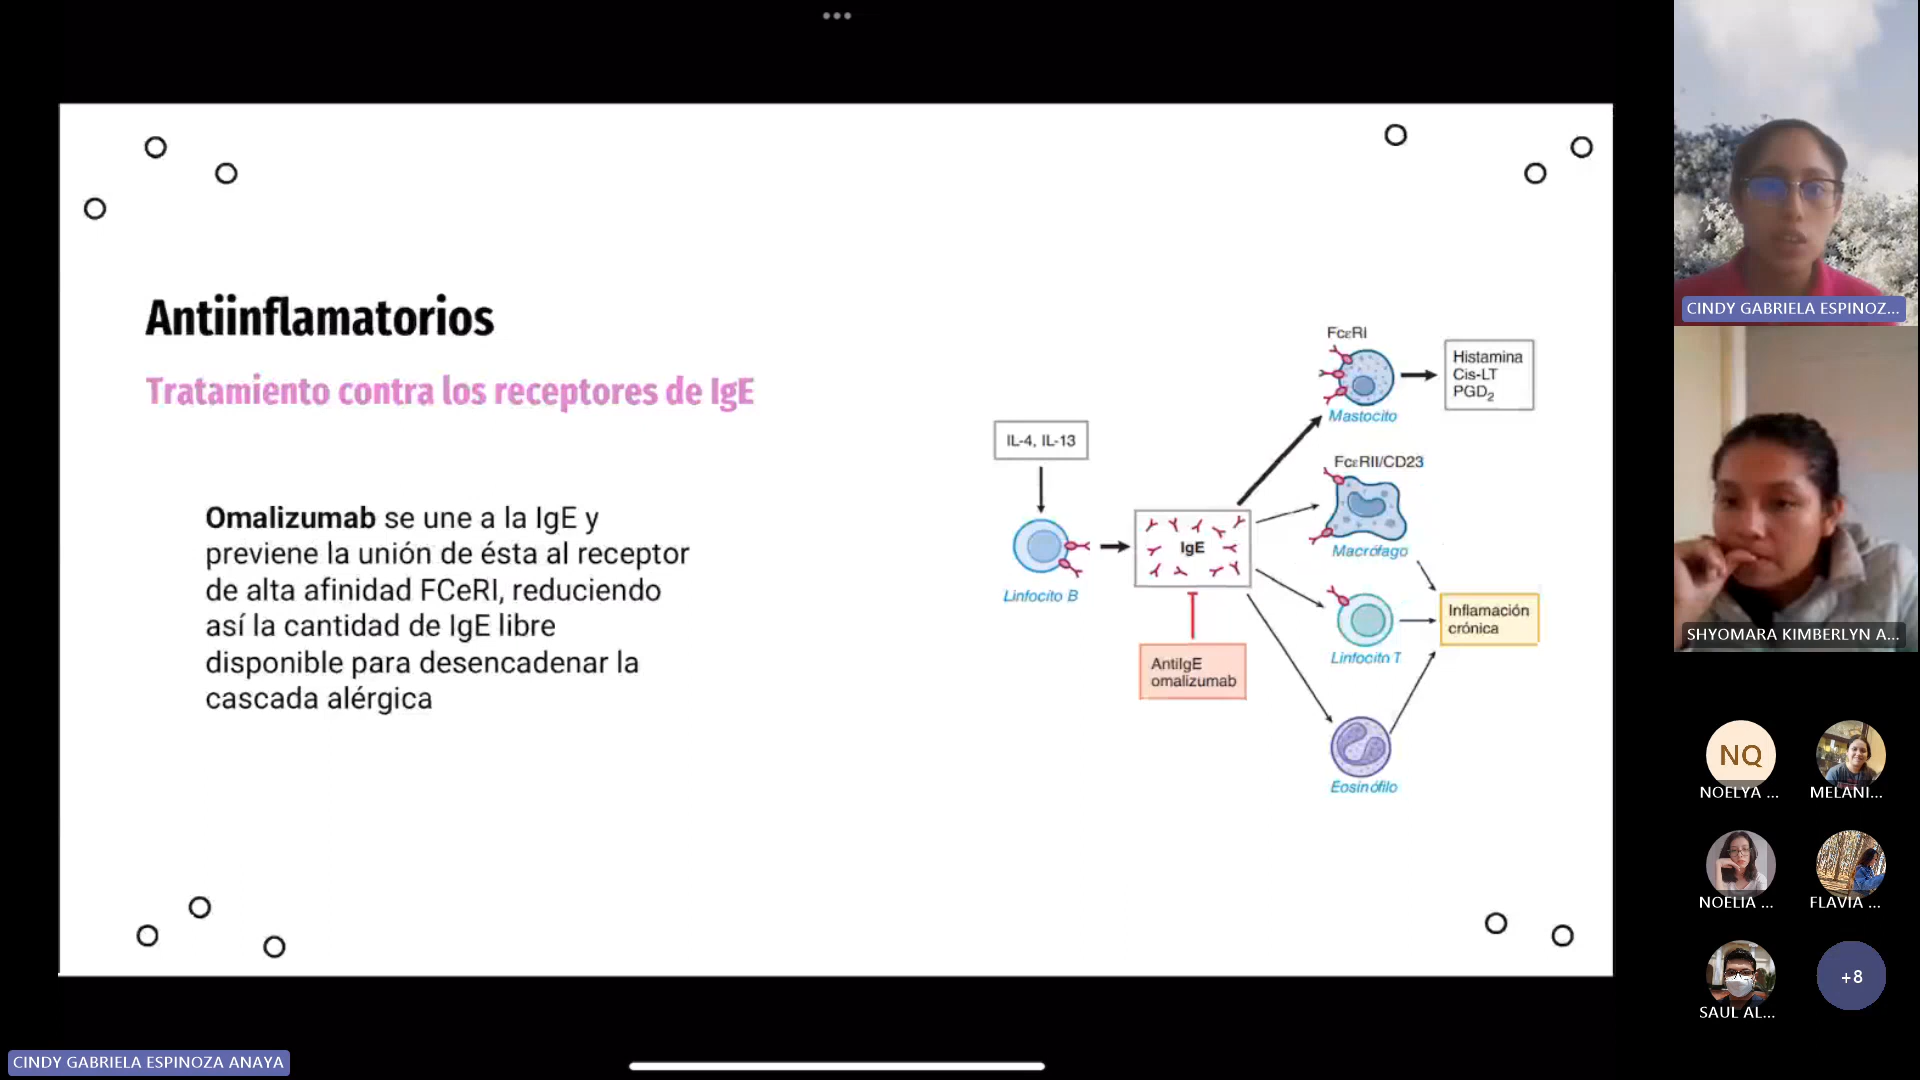 Antiinflamatorios
Tratamiento contra los receptores de IgE
Omalizumab se une a la IgE y
previene la unión de ésta al receptor
de alta afinidad FCeRI, reduciendo
así la cantidad de IgE libre
disponible para desencadenar la
cascada alérgica
IL-4, IL-13
Linfocito B
IgE
AntiIgE
omalizumab
FcεRI
Mastocito
Histamina
Cis-LT
PGD₂
FcεRII/CD23
Macrófago
Linfocito T
Inflamación
crónica
Eosinófilo
CINDY GABRIELA ESPINOZ...
SHYOMARA KIMBERLYN A...
NQ
NOELYA ...
MELANI...
NOELIA ...
FLAVIA ...
SAUL AL...
+8
CINDY GABRIELA ESPINOZA ANAYA